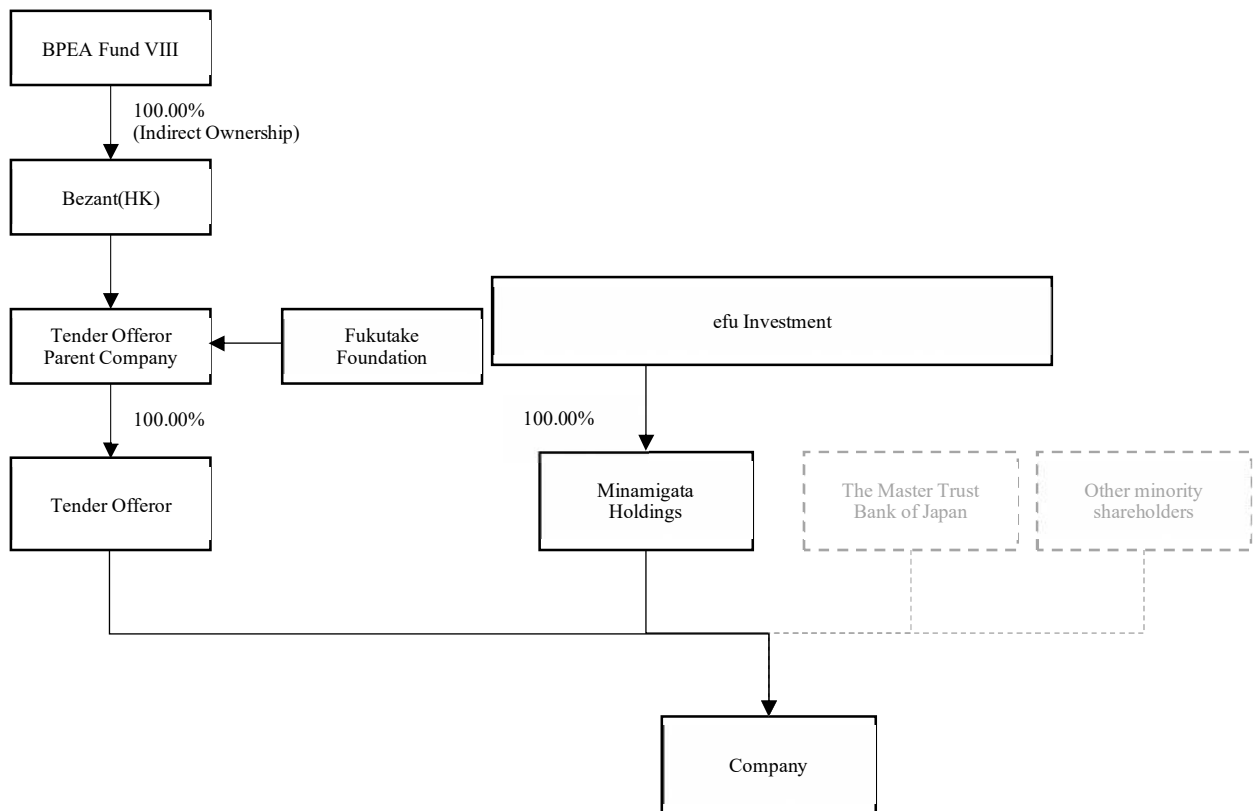 BPEA Fund VIII
100.00%
(Indirect Ownership)
Bezant(HK)
Tender Offeror
Parent Company
Fukutake
Foundation
efu Investment
100.00%
100.00%
Tender Offeror
Minamigata
Holdings
The Master Trust
Bank of Japan
Other minority
shareholders
Company